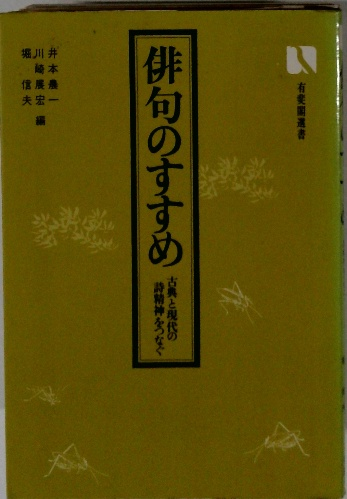 有斐閣選書
俳句のすすめ
古典と現代の
詩精神をつなぐ
井本農一
川崎展宏 編
堀信夫